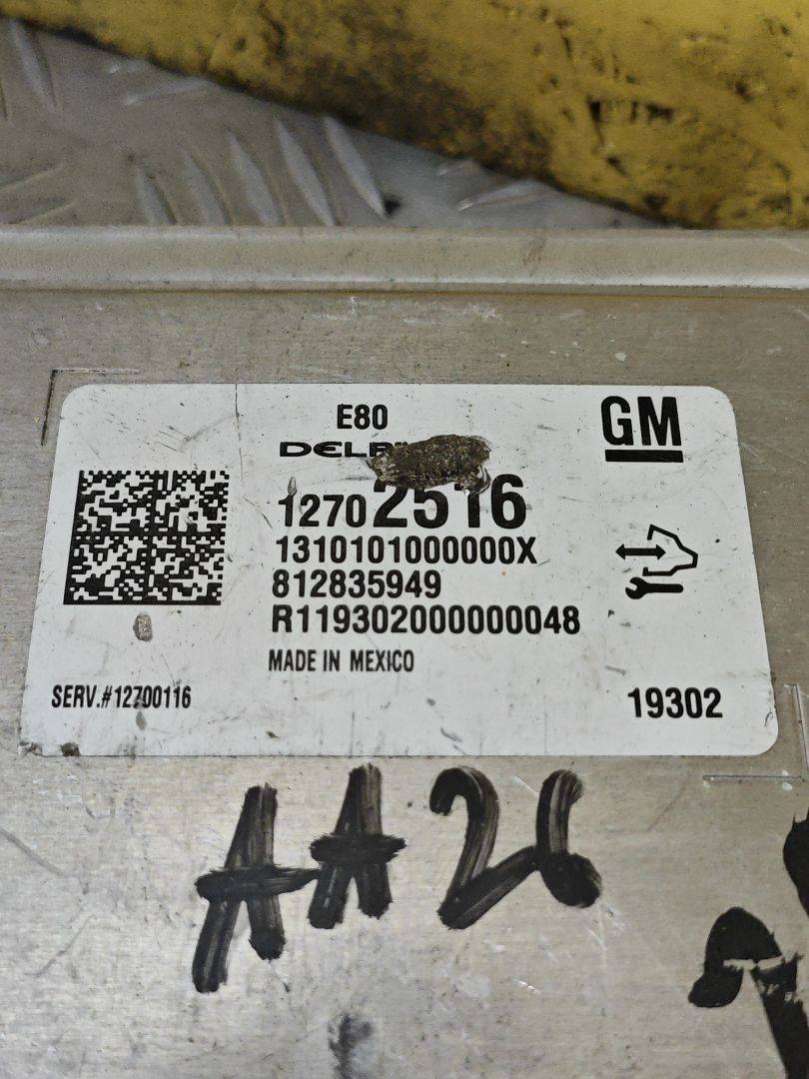 E80
GM
12702516
1310101000000X
812835949
R119302000000048
MADE IN MEXICO
SERV.#12700116
19302
AA26